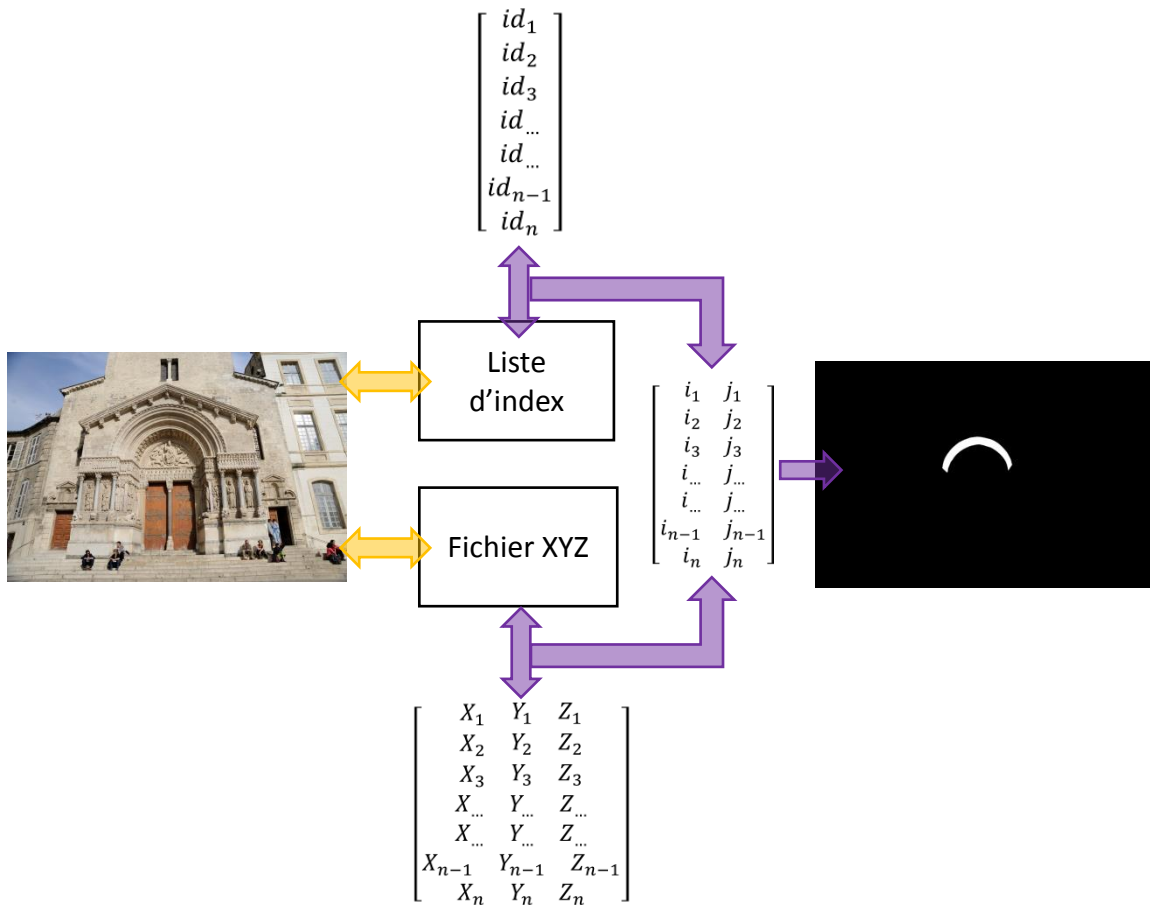 id₁
id₂
id₃
id...
id...
idₙ₋₁
idₙ
Liste
d’index
i₁ j₁
i₂ j₂
i₃ j₃
i... j...
i... j...
iₙ₋₁ jₙ₋₁
iₙ jₙ
Fichier XYZ
X₁ Y₁ Z₁
X₂ Y₂ Z₂
X₃ Y₃ Z₃
X... Y... Z...
X... Y... Z...
Xₙ₋₁ Yₙ₋₁ Zₙ₋₁
Xₙ Yₙ Zₙ